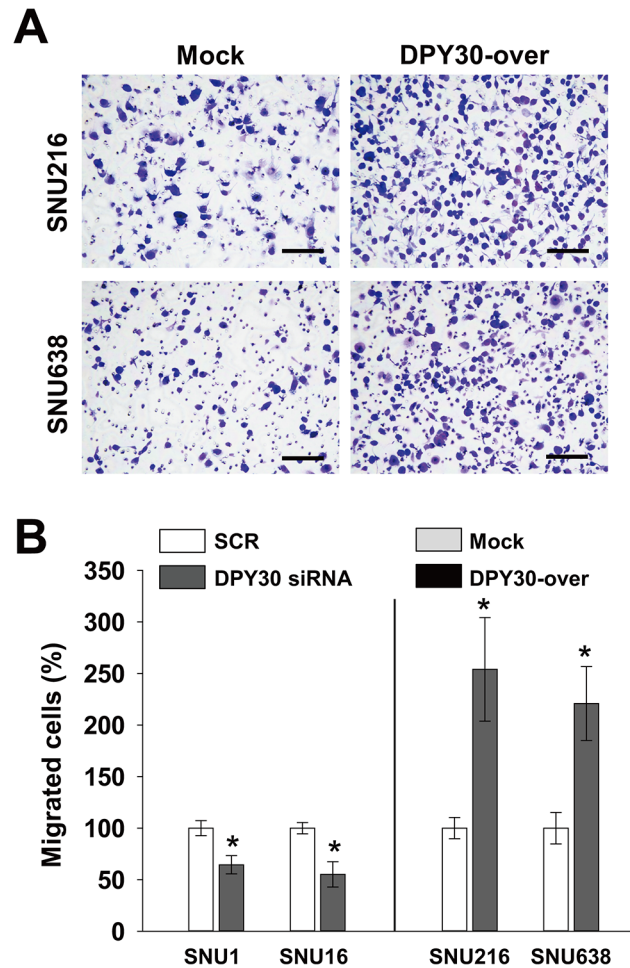 A
Mock DPY30-over
SNU216
SNU638
B
SCR Mock
DPY30 siRNA DPY30-over
Migrated cells (%)
350
300
250
200
150
100
50
0
* * * *
SNU1 SNU16 SNU216 SNU638